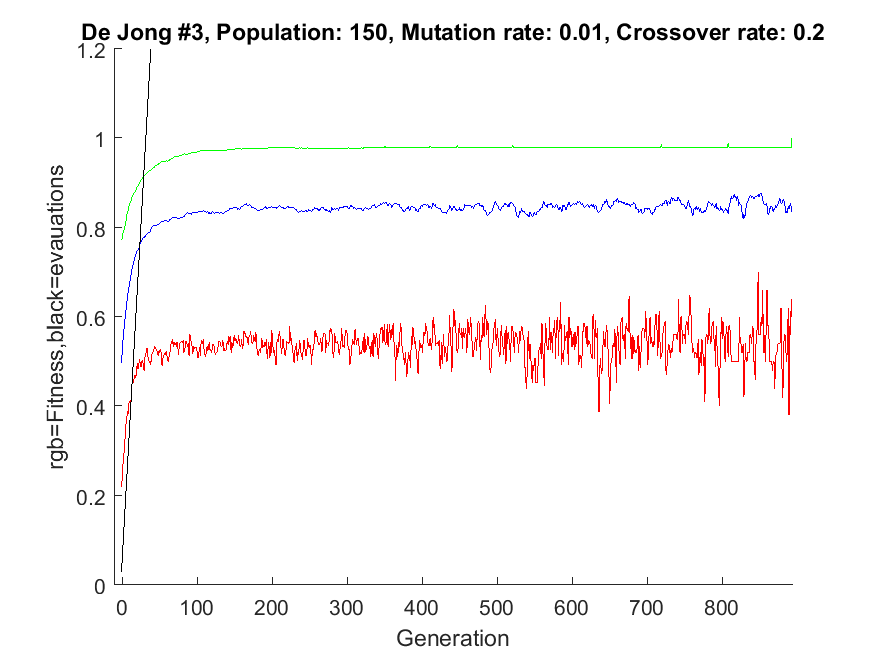 De Jong #3, Population: 150, Mutation rate: 0.01, Crossover rate: 0.2
1.2
1
0.8
0.6
0.4
0.2
0
rgb=Fitness,black=evauations
0 100 200 300 400 500 600 700 800
Generation